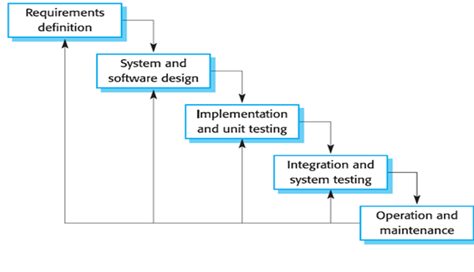 Requirements
definition
System and
software design
Implementation
and unit testing
Integration and
system testing
Operation and
maintenance